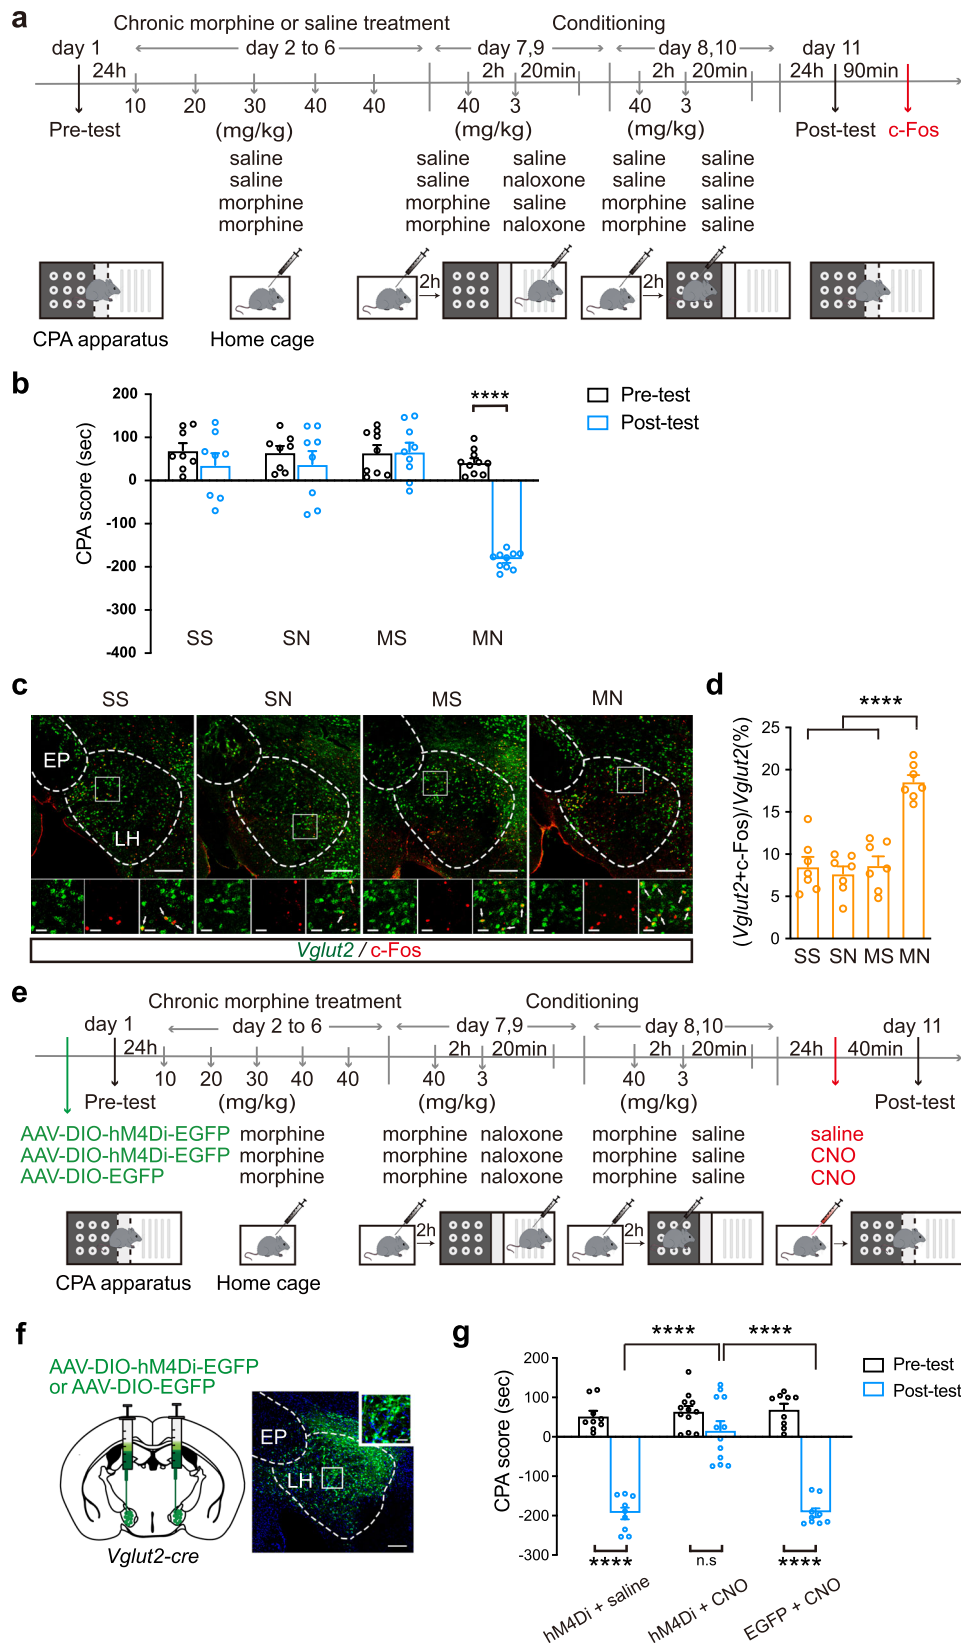 a
Chronic morphine or saline treatment
Conditioning
day 1
day 2 to 6
day 7,9
day 8,10
day 11
24h
2h
20min
2h
20min
24h
90min
10
20
30
40
40
40
3
40
3
Pre-test
(mg/kg)
(mg/kg)
(mg/kg)
Post-test
c-Fos
saline
saline
saline
saline
saline
saline
saline
naloxone
saline
saline
morphine
morphine
saline
morphine
saline
morphine
morphine
naloxone
morphine
saline
2h
2h
CPA apparatus
Home cage
b
CPA score (sec)
200
100
0
-100
-200
-300
-400
****
Pre-test
Post-test
SS
SN
MS
MN
c
SS
SN
MS
MN
EP
LH
Vglut2 / c-Fos
d
****
(Vglut2+c-Fos)/Vglut2(%)
25
20
15
10
5
0
SS
SN
MS
MN
e
Chronic morphine treatment
Conditioning
day 1
day 2 to 6
day 7,9
day 8,10
day 11
24h
2h
20min
2h
20min
24h
40min
10
20
30
40
40
40
3
40
3
Pre-test
(mg/kg)
(mg/kg)
(mg/kg)
Post-test
AAV-DIO-hM4Di-EGFP
morphine
morphine
naloxone
morphine
saline
saline
AAV-DIO-hM4Di-EGFP
morphine
morphine
naloxone
morphine
saline
CNO
AAV-DIO-EGFP
morphine
morphine
naloxone
morphine
saline
CNO
2h
2h
CPA apparatus
Home cage
f
AAV-DIO-hM4Di-EGFP
or AAV-DIO-EGFP
Vglut2-cre
EP
LH
g
****
****
CPA score (sec)
200
100
0
-100
-200
-300
Pre-test
Post-test
****
n.s
****
hM4Di + saline
hM4Di + CNO
EGFP + CNO